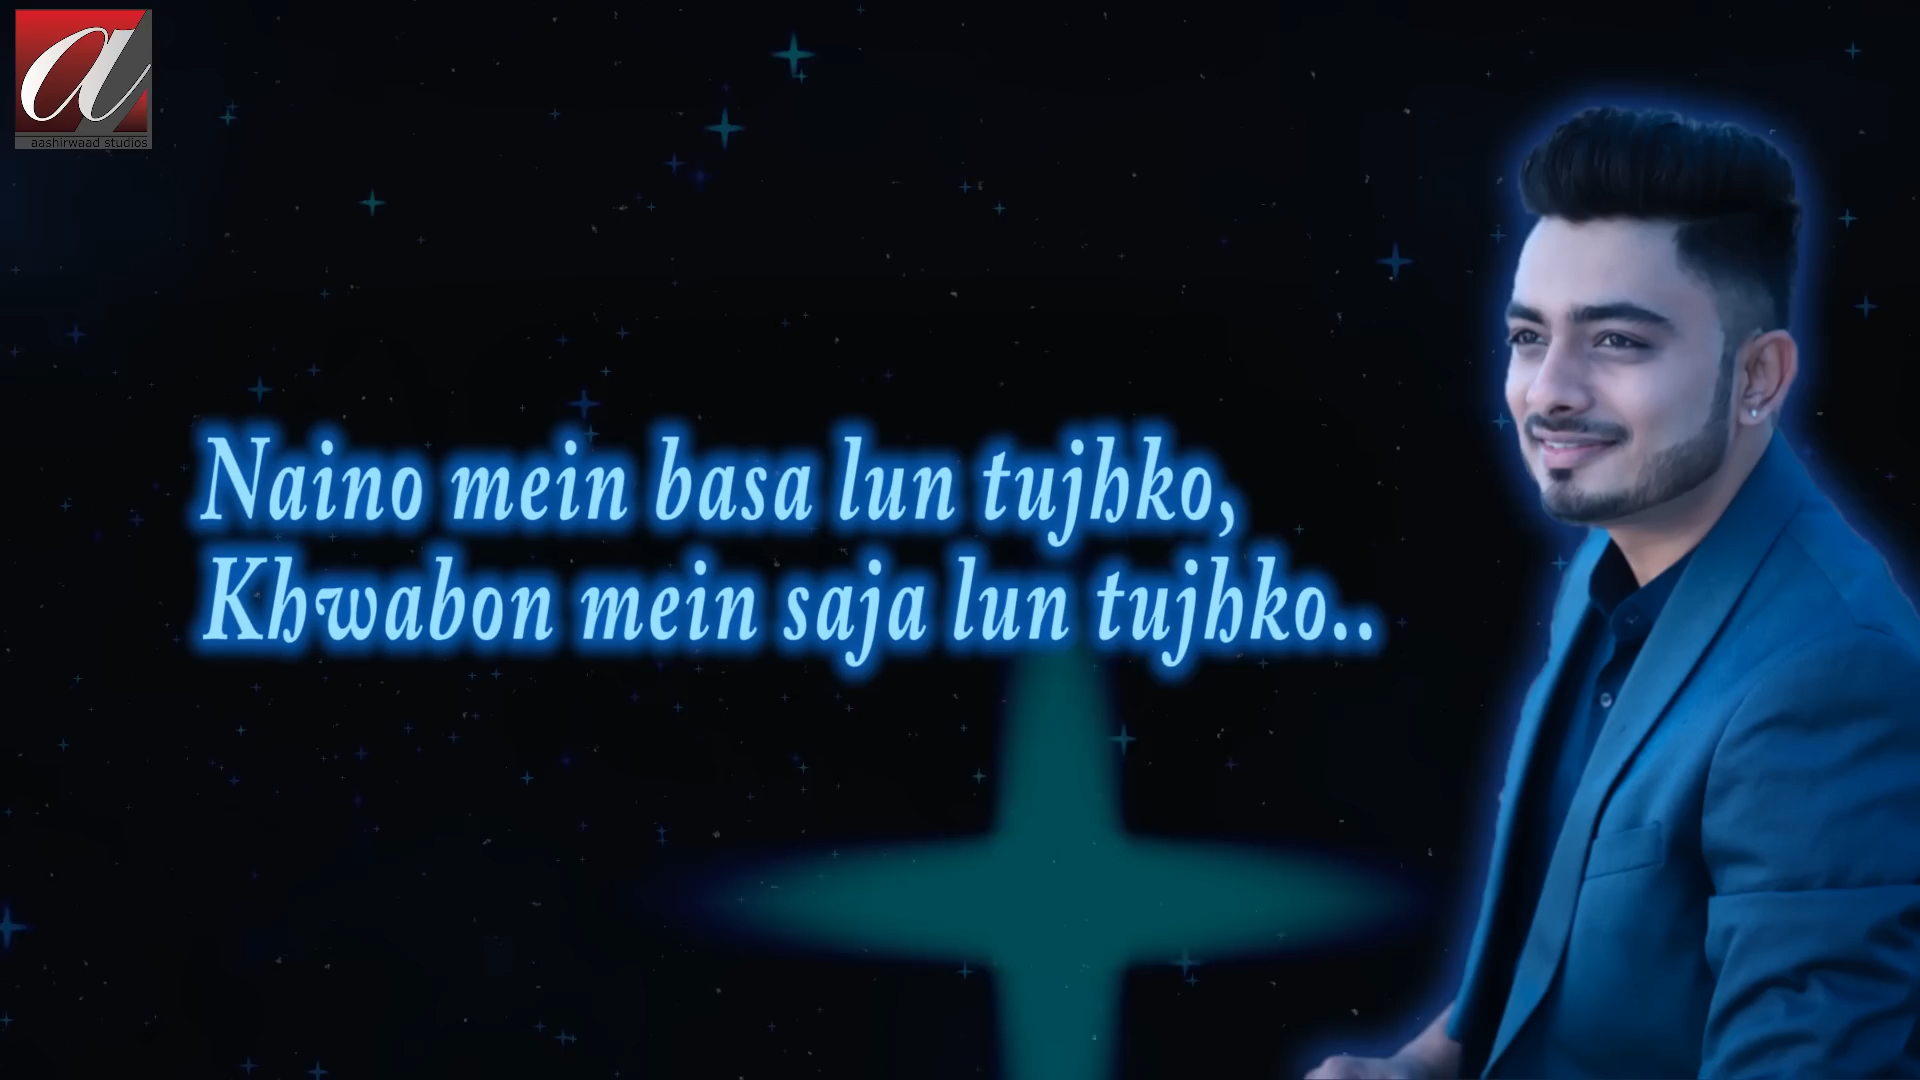 a
aashirwaad studios
Naino mein basa lun tujhko,
Khwabon mein saja lun tujhko..